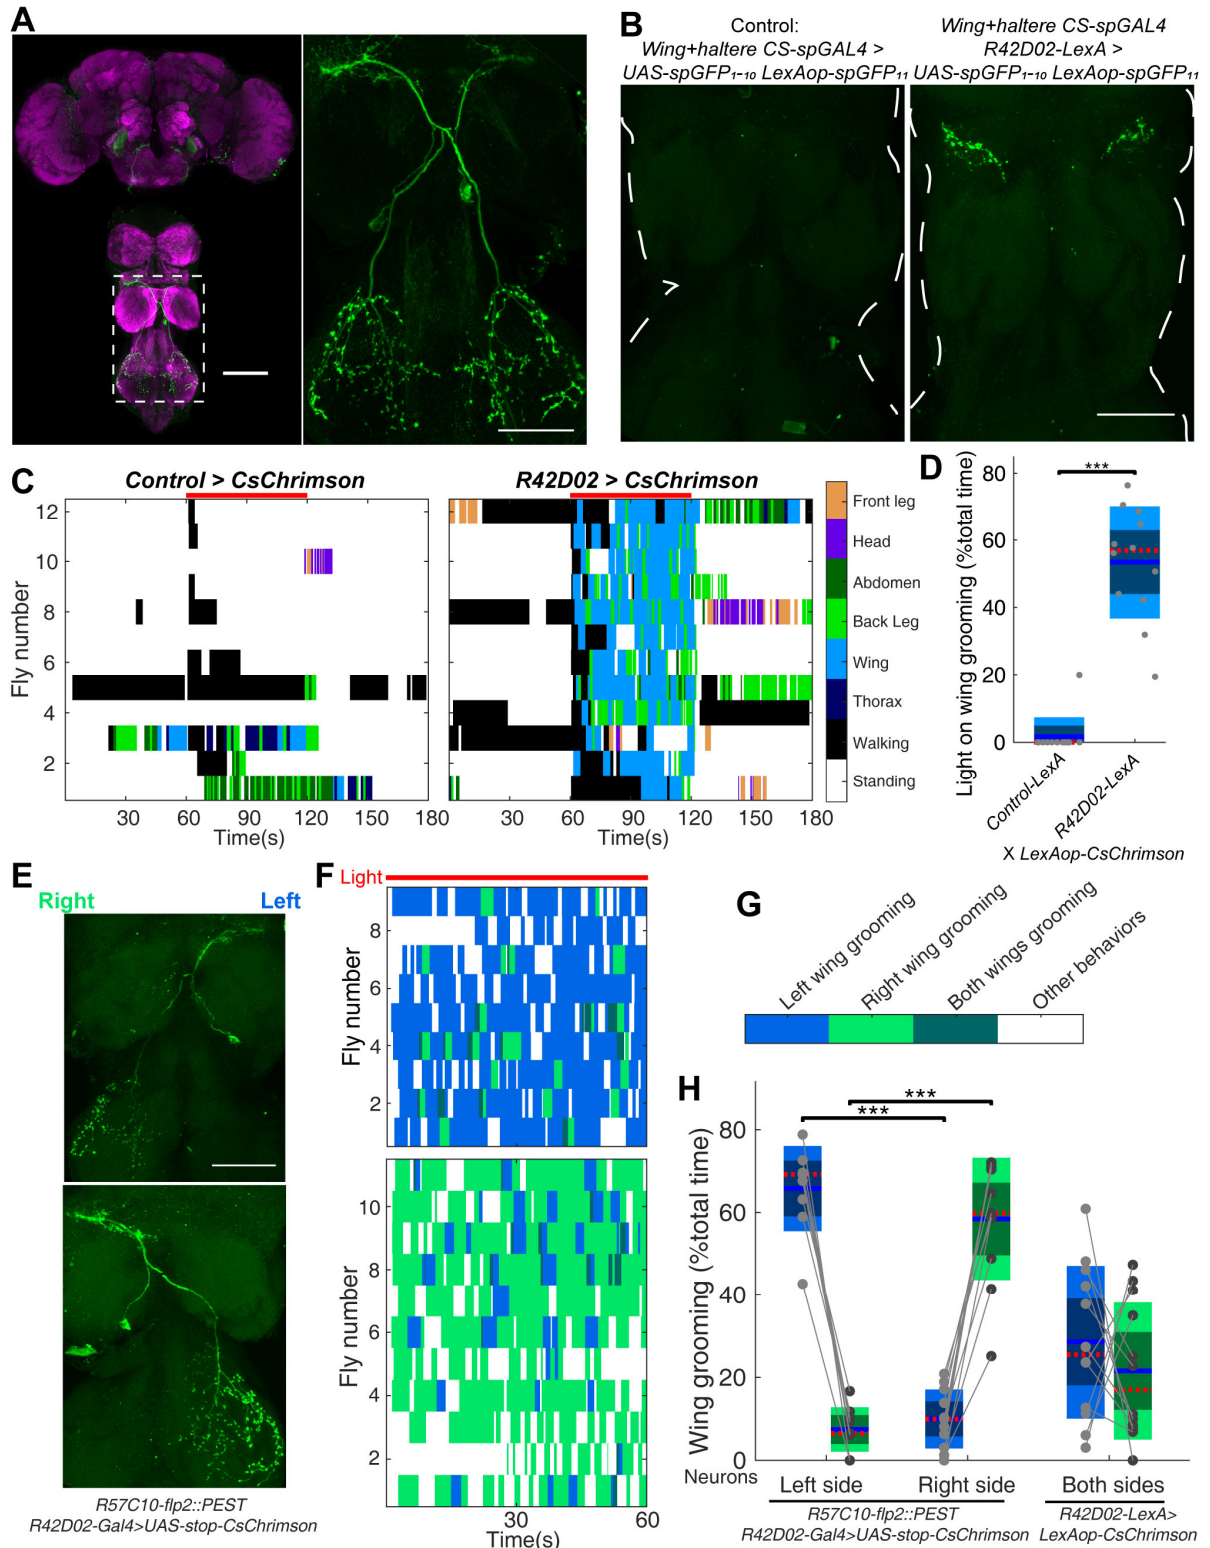 A
B
Control:
Wing+haltere CS-spGAL4 >
UAS-spGFP₁-₁₀ LexAop-spGFP₁₁
Wing+haltere CS-spGAL4
R42D02-LexA >
UAS-spGFP₁-₁₀ LexAop-spGFP₁₁
C
Control > CsChrimson
R42D02 > CsChrimson
Fly number
12
10
8
6
4
2
30
60
90
120
150
180
Time(s)
30
60
90
120
150
180
Time(s)
Front leg
Head
Abdomen
Back Leg
Wing
Thorax
Walking
Standing
D
Light on wing grooming (%total time)
80
60
40
20
0
***
Control-LexA
R42D02-LexA
X LexAop-CsChrimson
E
Right
Left
R57C10-flp2::PEST
R42D02-Gal4>UAS-stop-CsChrimson
F
Light
Fly number
8
6
4
2
Fly number
10
8
6
4
2
30
60
Time(s)
G
Left wing grooming
Right wing grooming
Both wings grooming
Other behaviors
H
Wing grooming (%total time)
80
60
40
20
0
***
***
Neurons
Left side
Right side
Both sides
R57C10-flp2::PEST
R42D02-Gal4>UAS-stop-CsChrimson
R42D02-LexA>
LexAop-CsChrimson